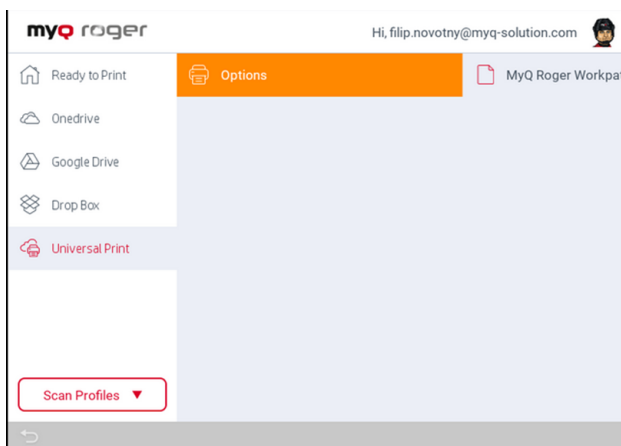 myQ roger
Hi, filip.novotny@myq-solution.com
Ready to Print
Options
MyQ Roger Workpa
Onedrive
Google Drive
Drop Box
Universal Print
Scan Profiles ▼